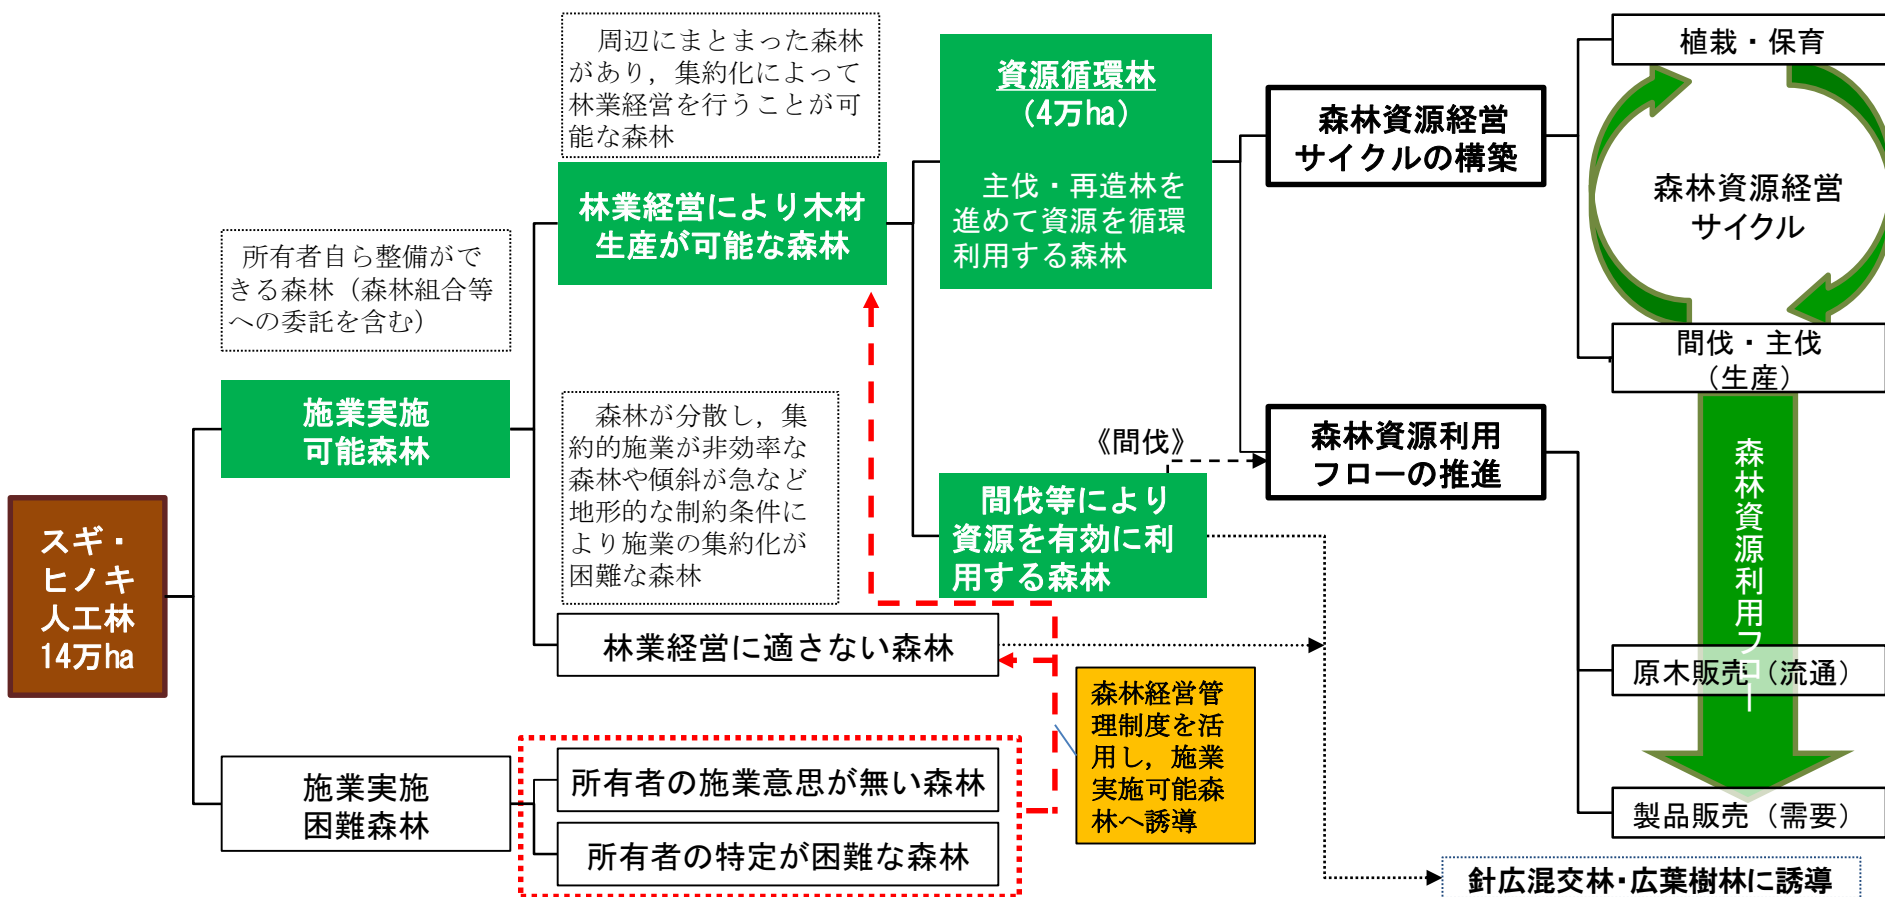 スギ・
ヒノキ
人工林
14万ha
所有者自ら整備がで
きる森林（森林組合等
への委託を含む）
施業実施
可能森林
施業実施
困難森林
周辺にまとまった森林
があり，集約化によって
林業経営を行うことが可
能な森林
林業経営により木材
生産が可能な森林
森林が分散し，集
約的施業が非効率な
森林や傾斜が急など
地形的な制約条件に
より施業の集約化が
困難な森林
林業経営に適さない森林
所有者の施業意思が無い森林
所有者の特定が困難な森林
資源循環林
（4万ha）
主伐・再造林を
進めて資源を循環
利用する森林
《間伐》
間伐等により
資源を有効に利
用する森林
森林経営管
理制度を活
用し，施業
実施可能森
林へ誘導
森林資源経営
サイクルの構築
森林資源利用
フローの推進
植栽・保育
森林資源経営
サイクル
間伐・主伐
（生産）
森林資源利用フロー
原木販売（流通）
製品販売（需要）
針広混交林・広葉樹林に誘導